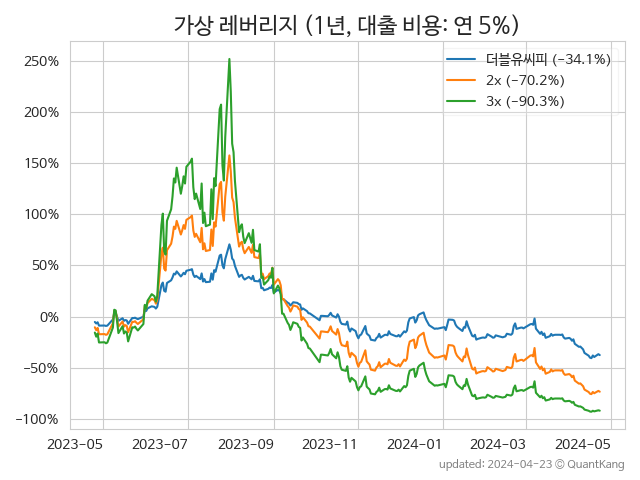 가상 레버리지 (1년, 대출 비용: 연 5%)
더블유씨피 (-34.1%)
2x (-70.2%)
3x (-90.3%)
250%
200%
150%
100%
50%
0%
-50%
-100%
2023-05 2023-07 2023-09 2023-11 2024-01 2024-03 2024-05
updated: 2024-04-23 © QuantKang